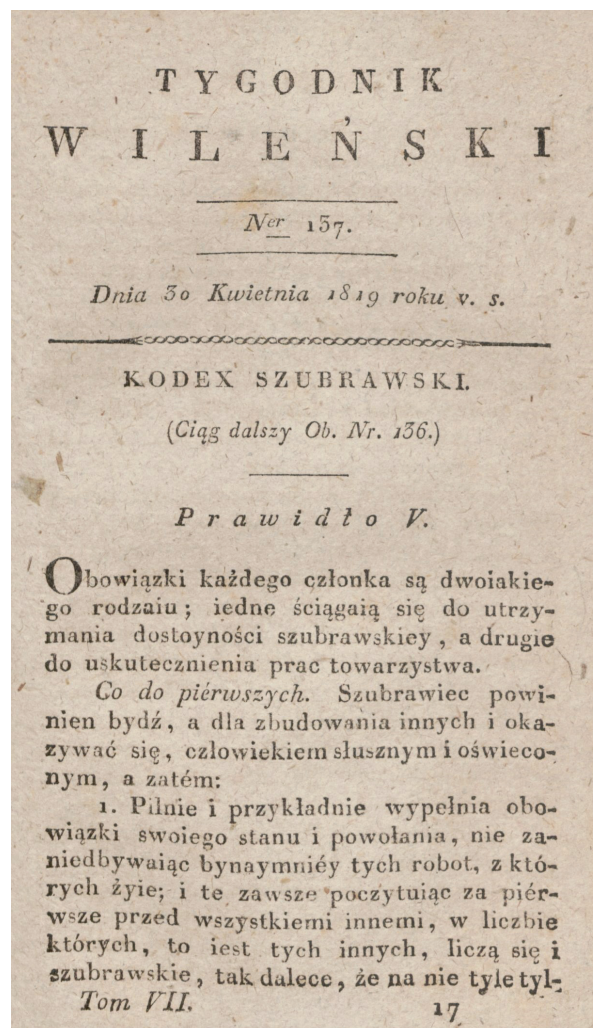 TYGODNIK
WILEŃSKI
Ner 137.
Dnia 30 Kwietnia 1819 roku v. s.
KODEX SZUBRAWSKI.
(Ciąg dalszy Ob. Nr. 136.)
Prawidło V.
Obowiązki każdego członka są dwoiakie-
go rodzaiu; iedne ściągaią się do utrzy-
mania dostoyności szubrawskiey, a drugie
do uskutecznienia prac towarzystwa.
Co do piérwszych. Szubrawiec powi-
nien bydź, a dla zbudowania innych i oka-
zywać się, człowiekiem słusznym i oświeco-
nym, a zatém:
1. Pilnie i przykładnie wypełnia obo-
wiązki swoiego stanu i powołania, nie za-
niedbywaiąc bynaymniéy tych robot, z któ-
rych żyie; i te zawsze poczytuiąc za piér-
wsze przed wszystkiemi innemi, w liczbie
których, to iest tych innych, liczą się i
szubrawskie, tak dalece, że na nie tyle tyl-
Tom VII. 17